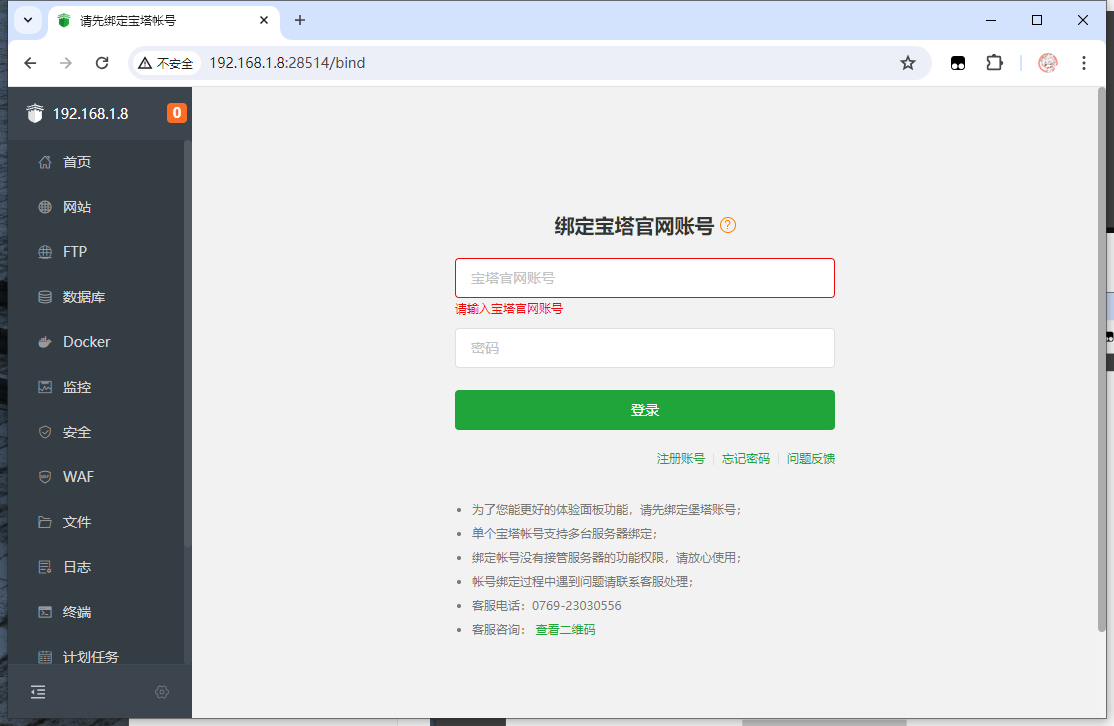 请先绑定宝塔帐号
不安全 192.168.1.8:28514/bind
192.168.1.8 0
首页
网站
FTP
数据库
Docker
监控
安全
WAF
文件
日志
终端
计划任务
绑定宝塔官网账号
宝塔官网账号
请输入宝塔官网账号
密码
登录
注册账号 忘记密码 问题反馈
为了您能更好的体验面板功能，请先绑定堡塔账号；
单个宝塔帐号支持多台服务器绑定；
绑定帐号没有接管服务器的功能权限，请放心使用；
帐号绑定过程中遇到问题请联系客服处理；
客服电话：0769-23030556
客服咨询： 查看二维码